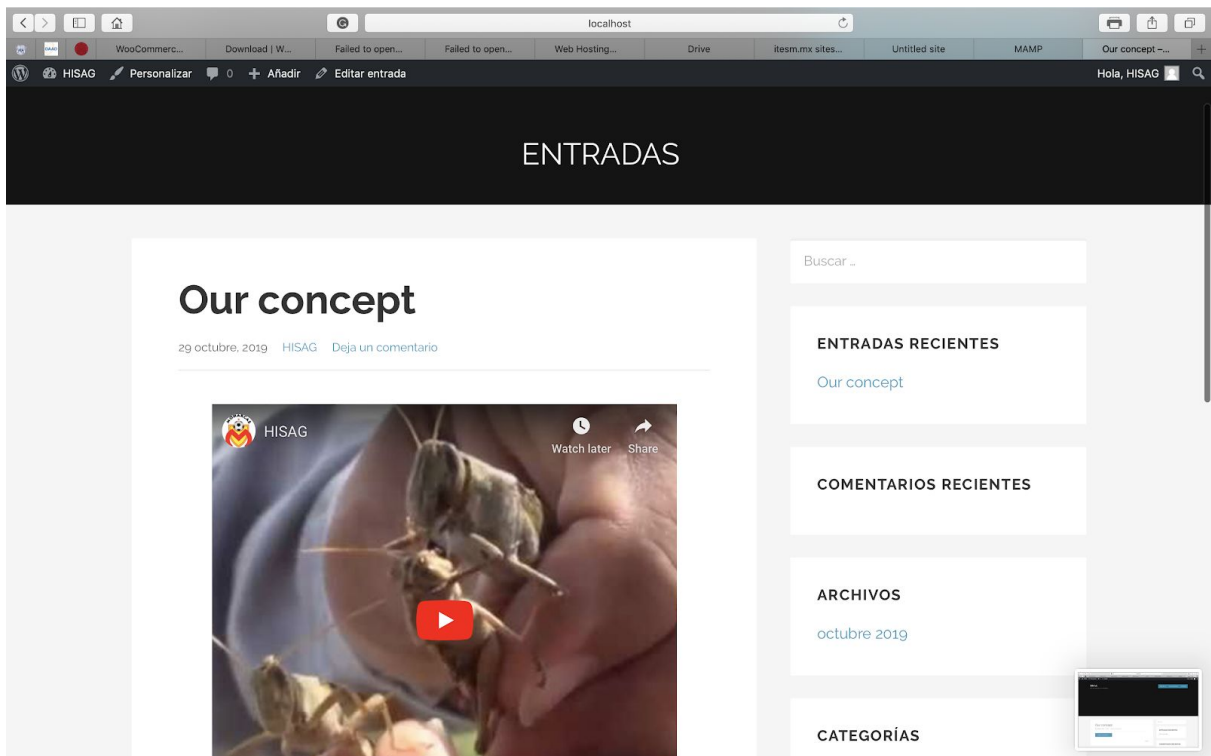 localhost
WooCommerc...
Download | W...
Failed to open...
Failed to open...
Web Hosting...
Drive
itesm.mx sites...
Untitled site
MAMP
Our concept –...
HISAG
Personalizar
0
Añadir
Editar entrada
Hola, HISAG
ENTRADAS
Our concept
29 octubre, 2019 HISAG Deja un comentario
HISAG
Watch later
Share
Buscar ...
ENTRADAS RECIENTES
Our concept
COMENTARIOS RECIENTES
ARCHIVOS
octubre 2019
CATEGORÍAS